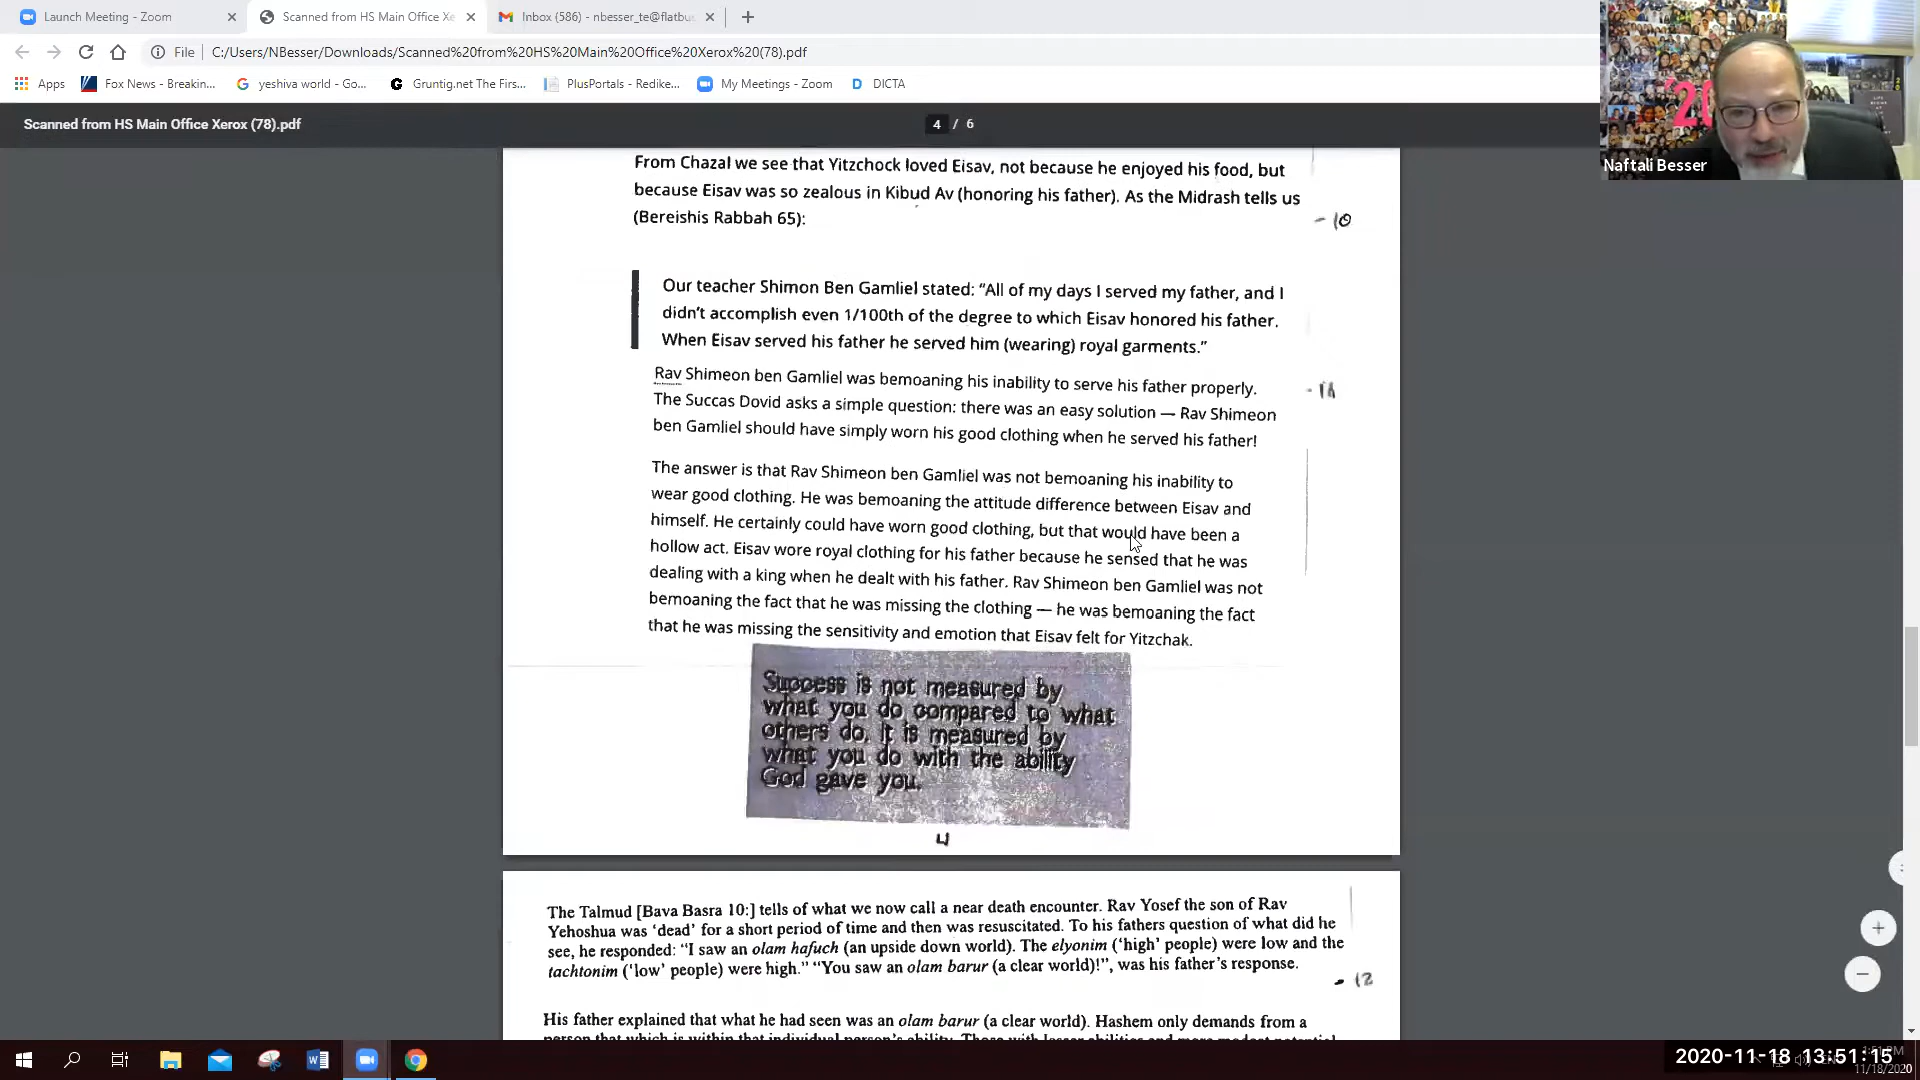 Launch Meeting - Zoom
Scanned from HS Main Office Xe
Inbox (586) - nbesser_te@flatbu
File
C:/Users/NBesser/Downloads/Scanned%20from%20HS%20Main%20Office%20Xerox%20(78).pdf
Apps
Fox News - Breakin...
yeshiva world - Go...
Gruntig.net The Firs...
PlusPortals - Redike...
My Meetings - Zoom
DICTA
Scanned from HS Main Office Xerox (78).pdf
4 / 6
'20
Naftali Besser
From Chazal we see that Yitzchock loved Eisav, not because he enjoyed his food, but
because Eisav was so zealous in Kibud Av (honoring his father). As the Midrash tells us
(Bereishis Rabbah 65):
- 10
Our teacher Shimon Ben Gamliel stated: “All of my days I served my father, and I
didn’t accomplish even 1/100th of the degree to which Eisav honored his father.
When Eisav served his father he served him (wearing) royal garments.”
Rav Shimeon ben Gamliel was bemoaning his inability to serve his father properly.
The Succas Dovid asks a simple question: there was an easy solution — Rav Shimeon
ben Gamliel should have simply worn his good clothing when he served his father!
The answer is that Rav Shimeon ben Gamliel was not bemoaning his inability to
wear good clothing. He was bemoaning the attitude difference between Eisav and
himself. He certainly could have worn good clothing, but that would have been a
hollow act. Eisav wore royal clothing for his father because he sensed that he was
dealing with a king when he dealt with his father. Rav Shimeon ben Gamliel was not
bemoaning the fact that he was missing the clothing — he was bemoaning the fact
that he was missing the sensitivity and emotion that Eisav felt for Yitzchak.
Success is not measured by
what you do compared to what
others do. It is measured by
what you do with the ability
God gave you.
4
The Talmud [Bava Basra 10:] tells of what we now call a near death encounter. Rav Yosef the son of Rav
Yehoshua was ‘dead’ for a short period of time and then was resuscitated. To his fathers question of what did he
see, he responded: “I saw an olam hafuch (an upside down world). The elyonim (‘high’ people) were low and the
tachtonim (‘low’ people) were high.” “You saw an olam barur (a clear world)!”, was his father’s response.
- 12
His father explained that what he had seen was an olam barur (a clear world). Hashem only demands from a
person that which is within that individual person's ability. Those with lesser abilities and more modest potential
2020-11-18 13:51:15
11/18/2020